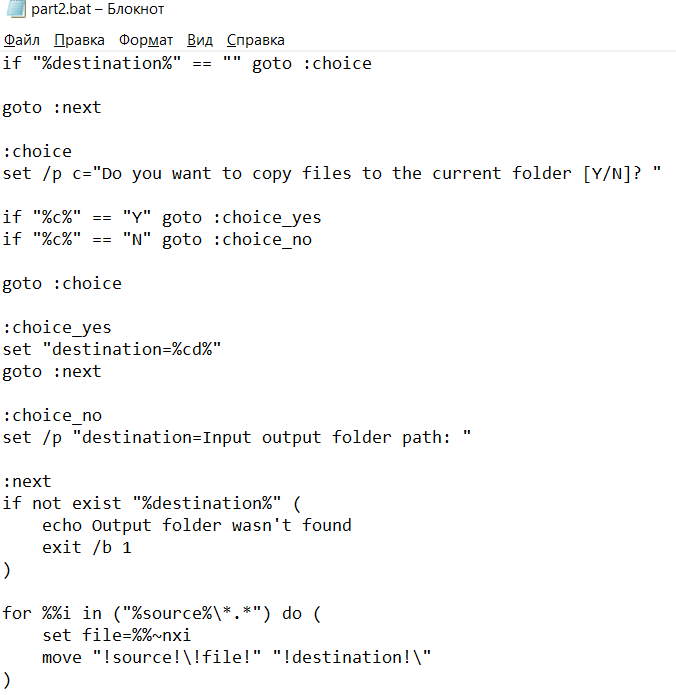 part2.bat – Блокнот
Файл Правка Формат Вид Справка
if "%destination%" == "" goto :choice
goto :next
:choice
set /p c="Do you want to copy files to the current folder [Y/N]? "
if "%c%" == "Y" goto :choice_yes
if "%c%" == "N" goto :choice_no
goto :choice
:choice_yes
set "destination=%cd%"
goto :next
:choice_no
set /p "destination=Input output folder path: "
:next
if not exist "%destination%" (
    echo Output folder wasn't found
    exit /b 1
)
for %%i in ("%source%\*.*") do (
    set file=%%~nxi
    move "!source!\!file!" "!destination!\"
)